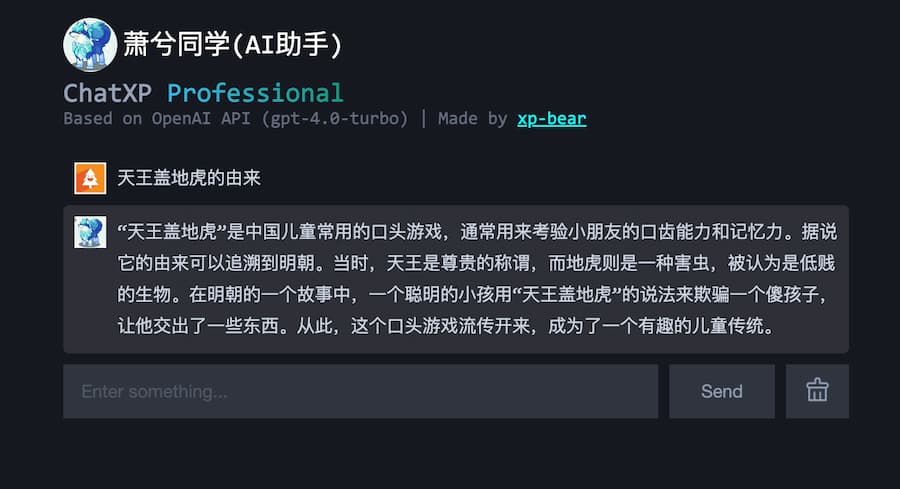 萧兮同学(AI助手)
ChatXP Professional
Based on OpenAI API (gpt-4.0-turbo) | Made by xp-bear
天王盖地虎的由来
“天王盖地虎”是中国儿童常用的口头游戏，通常用来考验小朋友的口齿能力和记忆力。据说
它的由来可以追溯到明朝。当时，天王是尊贵的称谓，而地虎则是一种害虫，被认为是低贱
的生物。在明朝的一个故事中，一个聪明的小孩用“天王盖地虎”的说法来欺骗一个傻孩子，
让他交出了一些东西。从此，这个口头游戏流传开来，成为了一个有趣的儿童传统。
Enter something...
Send